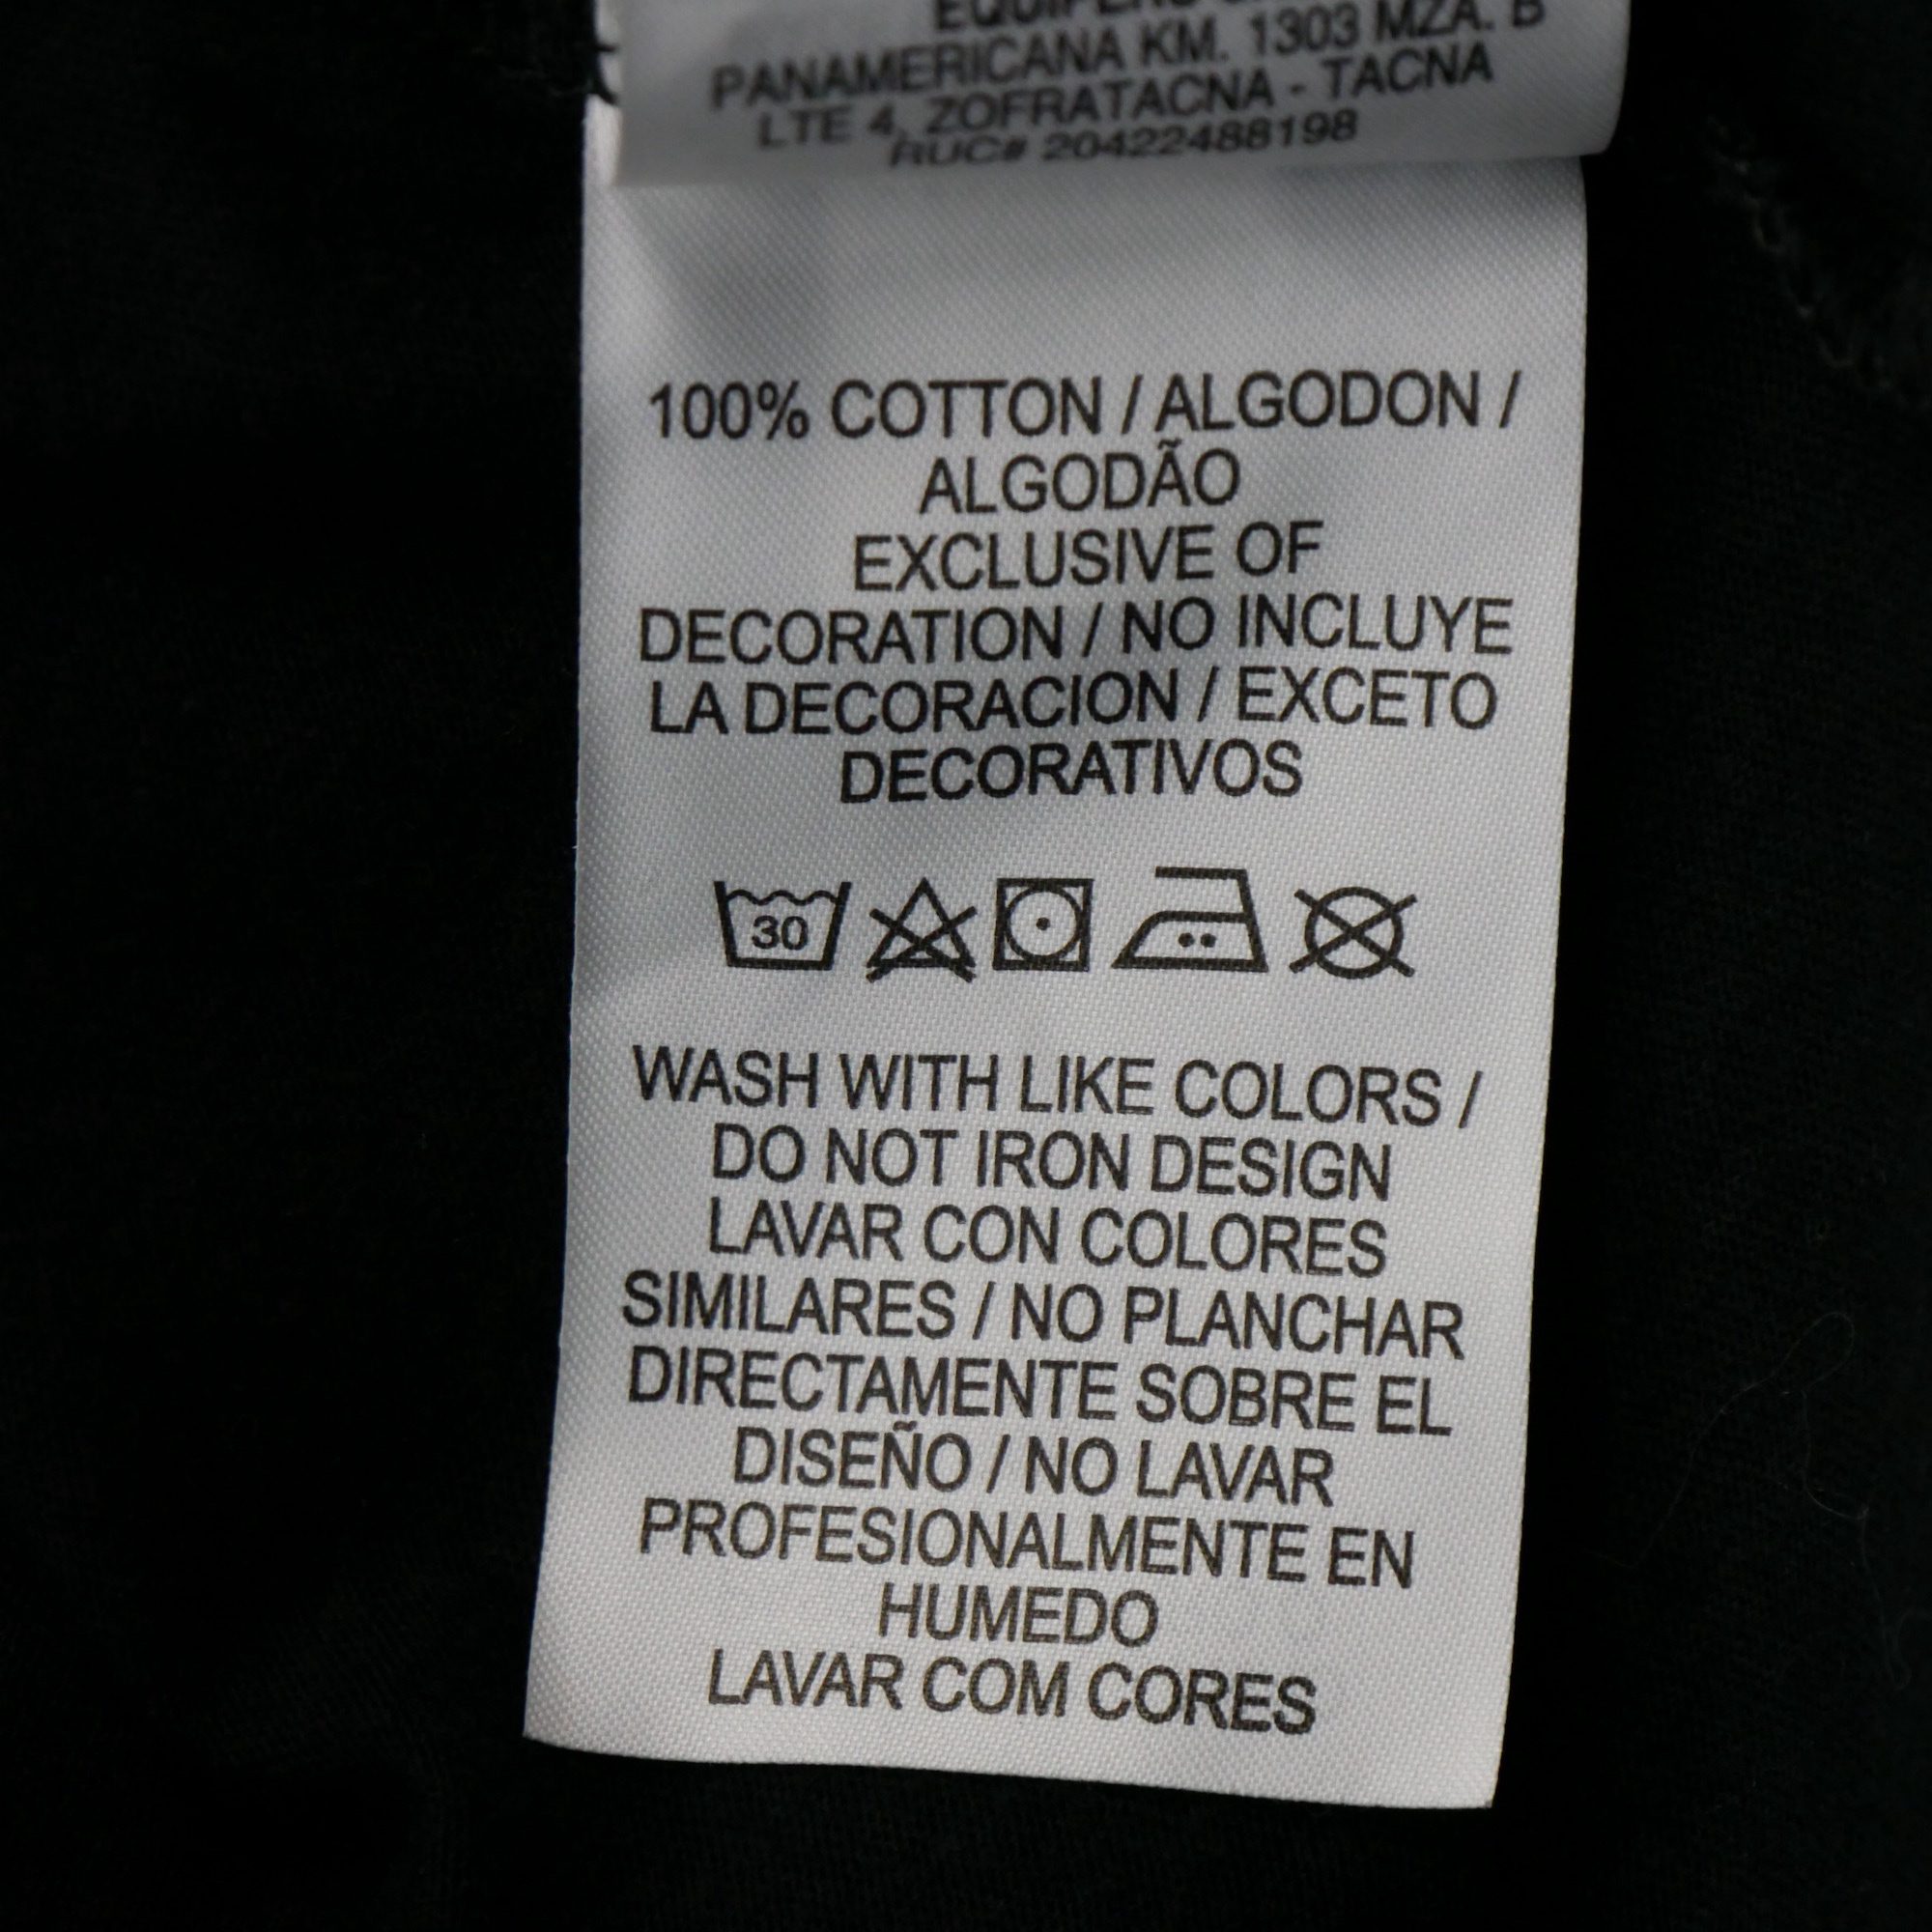 PANAMERICANA KM. 1303 MZA. B
LTE 4, ZOFRATACNA - TACNA
RUC# 20422488198
100% COTTON / ALGODON /
ALGODÃO
EXCLUSIVE OF
DECORATION / NO INCLUYE
LA DECORACION / EXCETO
DECORATIVOS
30
WASH WITH LIKE COLORS /
DO NOT IRON DESIGN
LAVAR CON COLORES
SIMILARES / NO PLANCHAR
DIRECTAMENTE SOBRE EL
DISEÑO / NO LAVAR
PROFESIONALMENTE EN
HUMEDO
LAVAR COM CORES